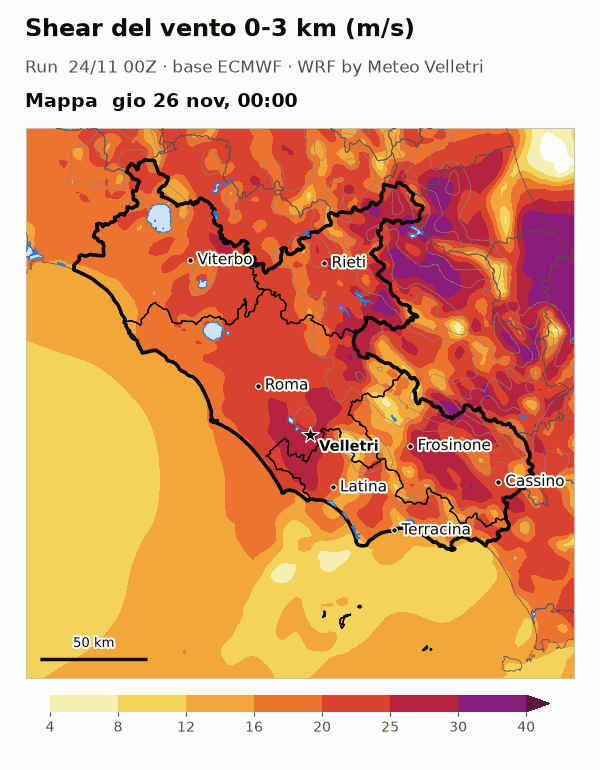 Shear del vento 0-3 km (m/s)
Run  24/11 00Z · base ECMWF · WRF by Meteo Velletri
Mappa  gio 26 nov, 00:00
Viterbo
Rieti
Roma
Velletri
Frosinone
Latina
Cassino
Terracina
50 km
4 8 12 16 20 25 30 40